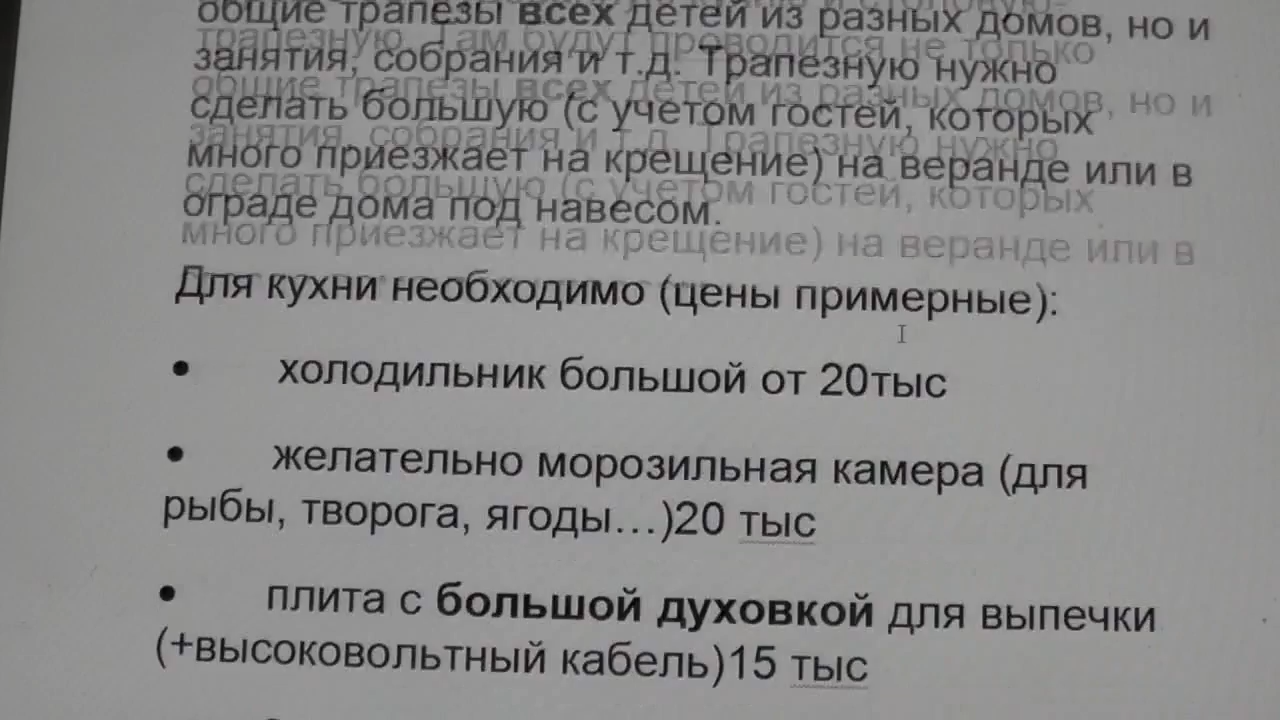 общие трапезы всех детей из разных домов, но и
занятия, собрания и т.д. Трапезную нужно
сделать большую (с учетом гостей, которых
много приезжает на крещение) на веранде или в
ограде дома под навесом.
Для кухни необходимо (цены примерные):
• холодильник большой от 20тыс
• желательно морозильная камера (для
рыбы, творога, ягоды...)20 тыс
• плита с большой духовкой для выпечки
(+высоковольтный кабель)15 тыс